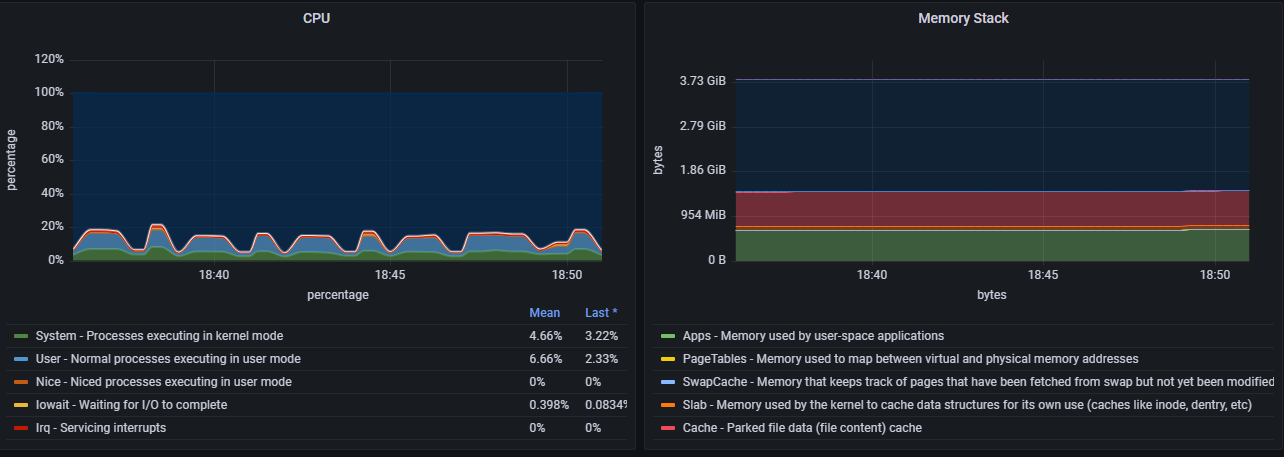 CPU
120%
100%
80%
60%
40%
20%
0%
percentage
18:40 18:45 18:50
percentage
Mean Last *
System - Processes executing in kernel mode 4.66% 3.22%
User - Normal processes executing in user mode 6.66% 2.33%
Nice - Niced processes executing in user mode 0% 0%
Iowait - Waiting for I/O to complete 0.398% 0.0834%
Irq - Servicing interrupts 0% 0%
Memory Stack
3.73 GiB
2.79 GiB
1.86 GiB
954 MiB
0 B
bytes
18:40 18:45 18:50
bytes
Apps - Memory used by user-space applications
PageTables - Memory used to map between virtual and physical memory addresses
SwapCache - Memory that keeps track of pages that have been fetched from swap but not yet been modified
Slab - Memory used by the kernel to cache data structures for its own use (caches like inode, dentry, etc)
Cache - Parked file data (file content) cache